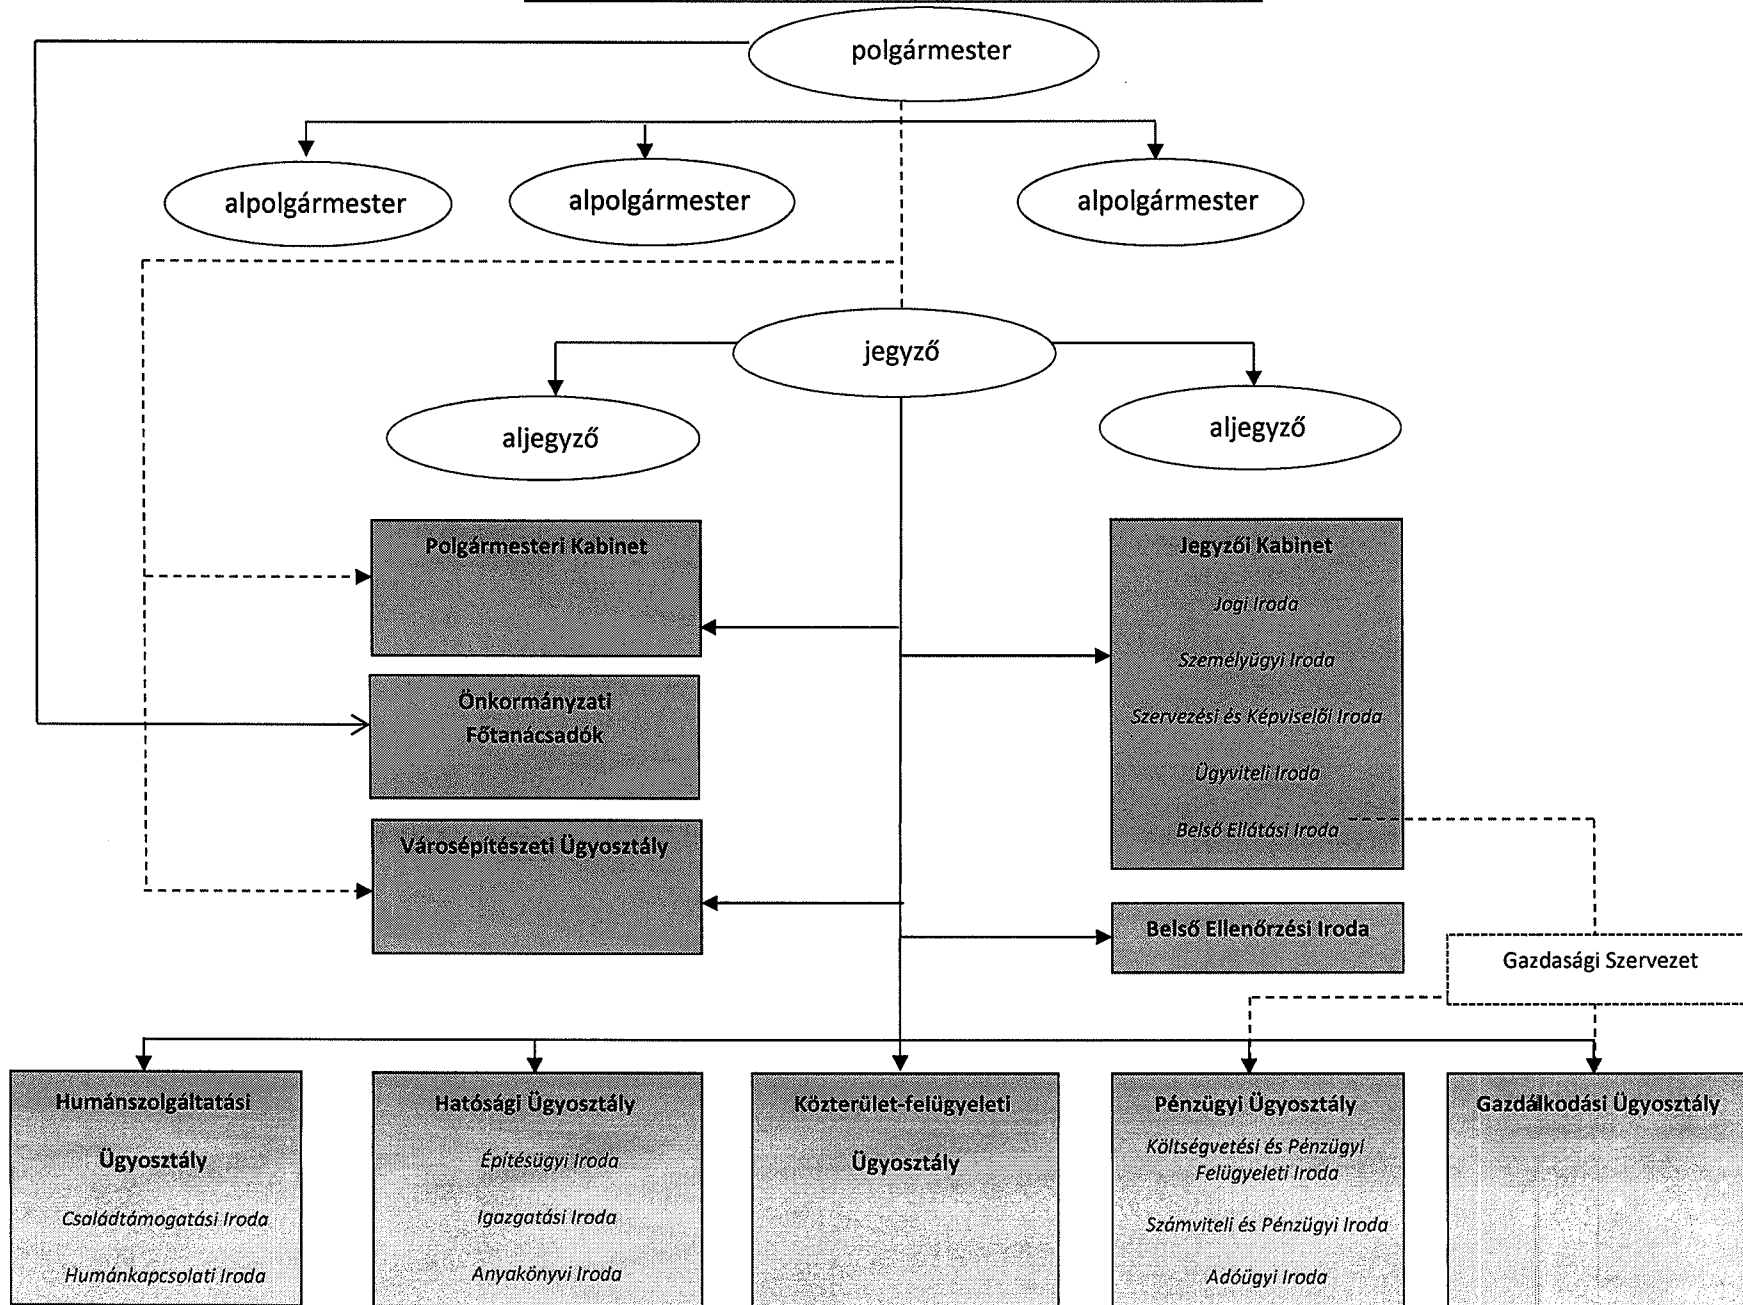 polgármester
alpolgármester
alpolgármester
alpolgármester
jegyző
aljegyző
aljegyző
Polgármesteri Kabinet
Önkormányzati
Főtanácsadók
Városépítészeti Ügyosztály
Jegyzői Kabinet
Jogi Iroda
Személyügyi Iroda
Szervezési és Képviselői Iroda
Ügyviteli Iroda
Belső Ellátási Iroda
Belső Ellenőrzési Iroda
Gazdasági Szervezet
Humánszolgáltatási
Ügyosztály
Családtámogatási Iroda
Humánkapcsolati Iroda
Hatósági Ügyosztály
Építésügyi Iroda
Igazgatási Iroda
Anyakönyvi Iroda
Közterület-felügyeleti
Ügyosztály
Pénzügyi Ügyosztály
Költségvetési és Pénzügyi
Felügyeleti Iroda
Számviteli és Pénzügyi Iroda
Adóügyi Iroda
Gazdálkodási Ügyosztály